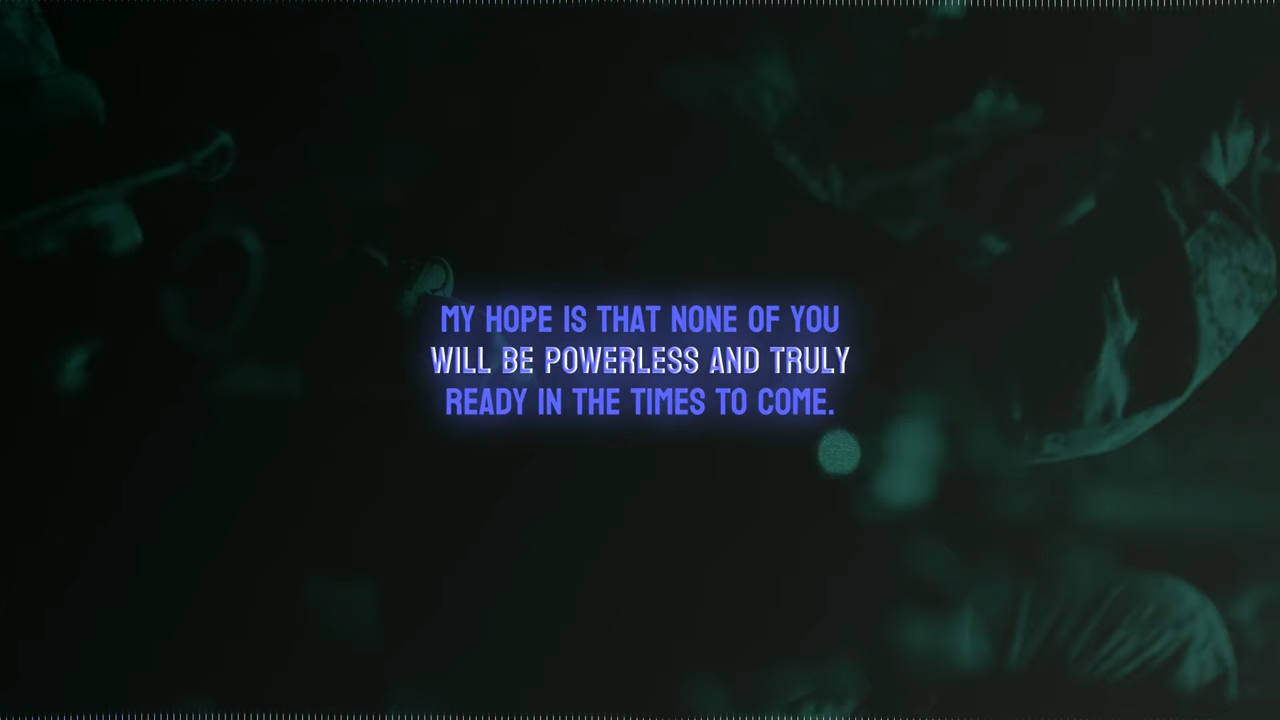 MY HOPE IS THAT NONE OF YOU
WILL BE POWERLESS AND TRULY
READY IN THE TIMES TO COME.